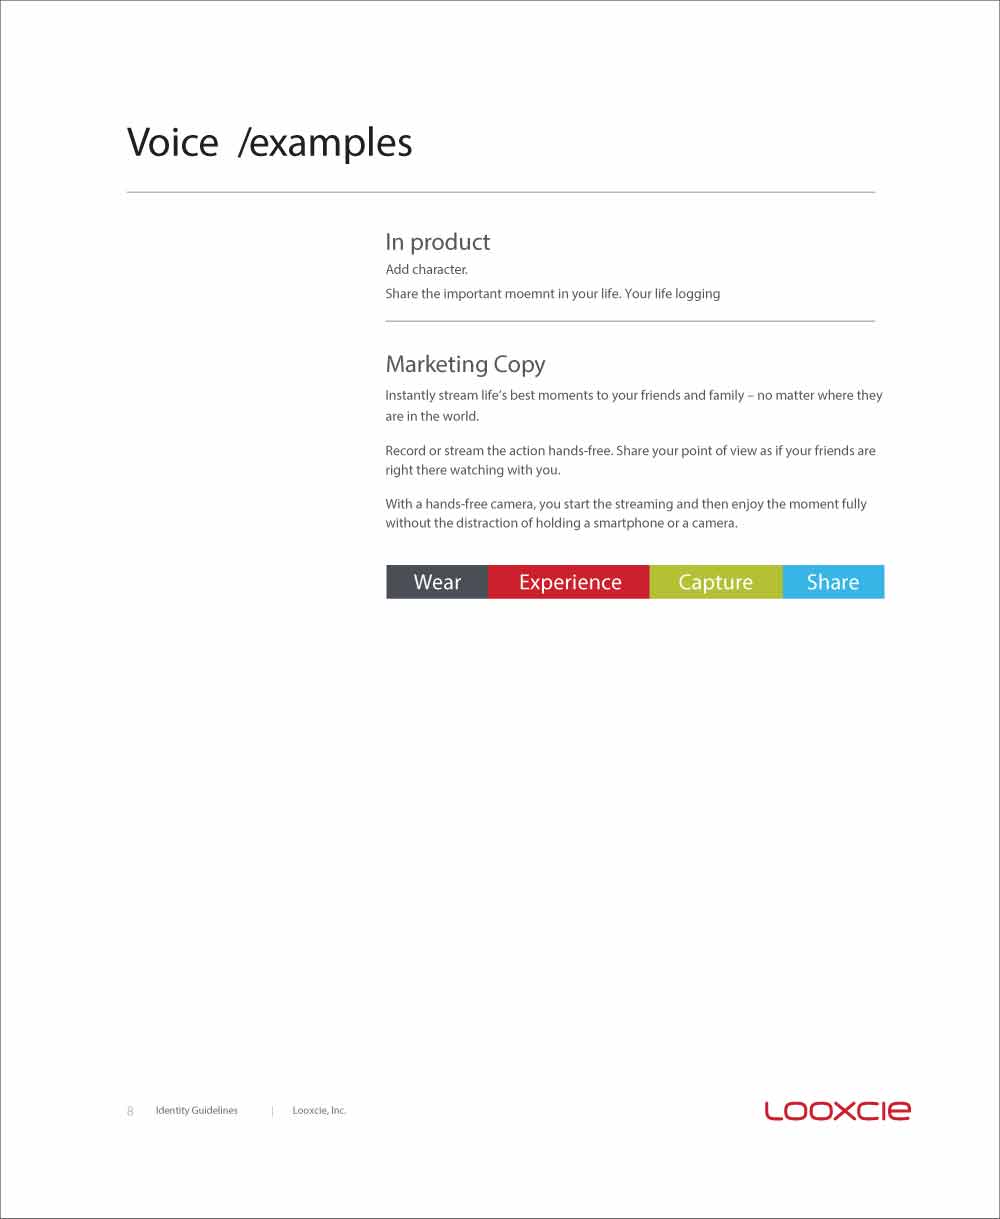 Voice /examples
In product
Add character.
Share the important moemnt in your life. Your life logging
Marketing Copy
Instantly stream life's best moments to your friends and family – no matter where they
are in the world.
Record or stream the action hands-free. Share your point of view as if your friends are
right there watching with you.
With a hands-free camera, you start the streaming and then enjoy the moment fully
without the distraction of holding a smartphone or a camera.
Wear Experience Capture Share
8 Identity Guidelines | Looxcie, Inc. LOOXCIE